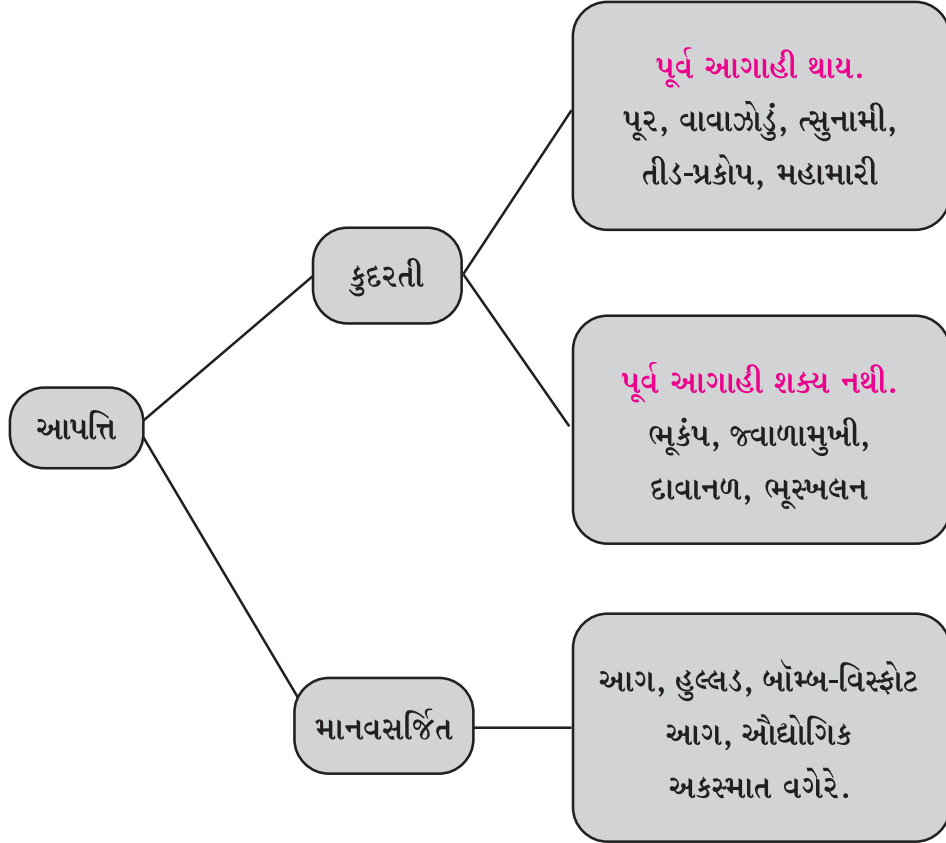 આપત્તિ
કુદરતી
પૂર્વ આગાહી થાય.
પૂર, વાવાઝોડું, ત્સુનામી,
તીડ-પ્રકોપ, મહામારી
પૂર્વ આગાહી શક્ય નથી.
ભૂકંપ, જ્વાળામુખી,
દાવાનળ, ભૂસ્ખલન
માનવસર્જિત
આગ, હુલ્લડ, બૉમ્બ-વિસ્ફોટ
આગ, ઔદ્યોગિક
અકસ્માત વગેરે.